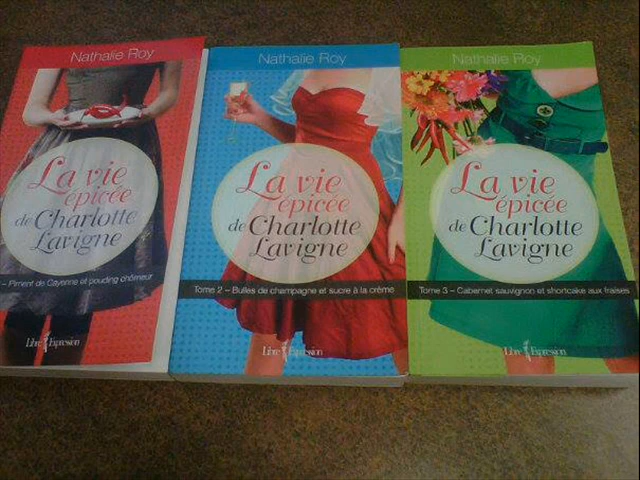 Nathalie Roy
La vie
épicée
de Charlotte
Lavigne
– Piment de Cayenne et pouding chômeur
Libre Expression
Nathalie Roy
La vie
épicée
de Charlotte
Lavigne
Tome 2 – Bulles de champagne et sucre à la crème
Libre Expression
Nathalie Roy
La vie
épicée
de Charlotte
Lavigne
Tome 3 – Cabernet sauvignon et shortcake aux fraises
Libre Expression